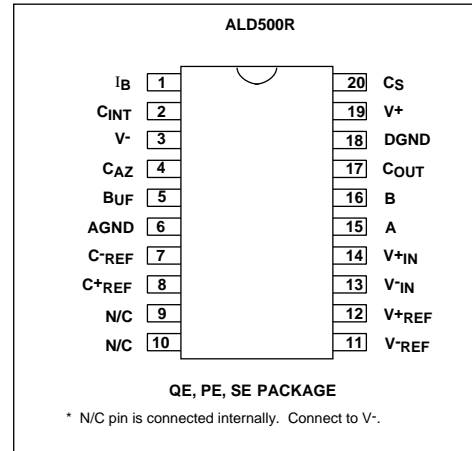 ALD500R
IB 1 20 CS
CINT 2 19 V+
V- 3 18 DGND
CAZ 4 17 COUT
BUF 5 16 B
AGND 6 15 A
C-REF 7 14 V+IN
C+REF 8 13 V-IN
N/C 9 12 V+REF
N/C 10 11 V-REF
QE, PE, SE PACKAGE
* N/C pin is connected internally. Connect to V-.